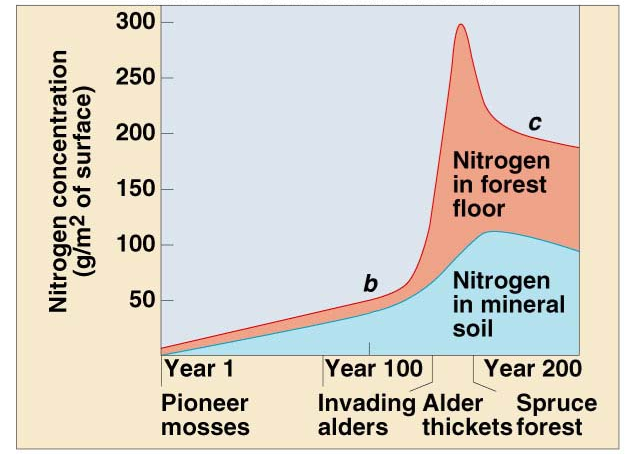 Nitrogen concentration
(g/m² of surface)
300
250
200
150
100
50
b
c
Nitrogen
in forest
floor
Nitrogen
in mineral
soil
Year 1
Year 100
Year 200
Pioneer
mosses
Invading
alders
Alder
thickets
Spruce
forest